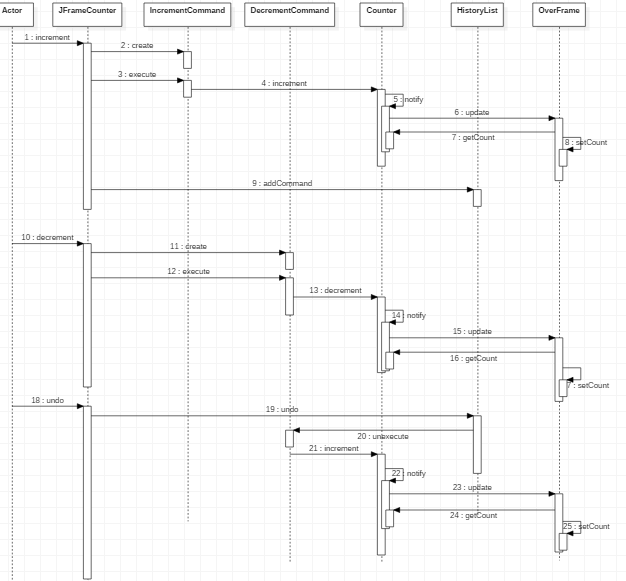 Actor
JFrameCounter
IncrementCommand
DecrementCommand
Counter
HistoryList
OverFrame
1 : increment
2 : create
3 : execute
4 : increment
5 : notify
6 : update
7 : getCount
8 : setCount
9 : addCommand
10 : decrement
11 : create
12 : execute
13 : decrement
14 : notify
15 : update
16 : getCount
7 : setCount
18 : undo
19 : undo
20 : unexecute
21 : increment
22 : notify
23 : update
24 : getCount
25 : setCount